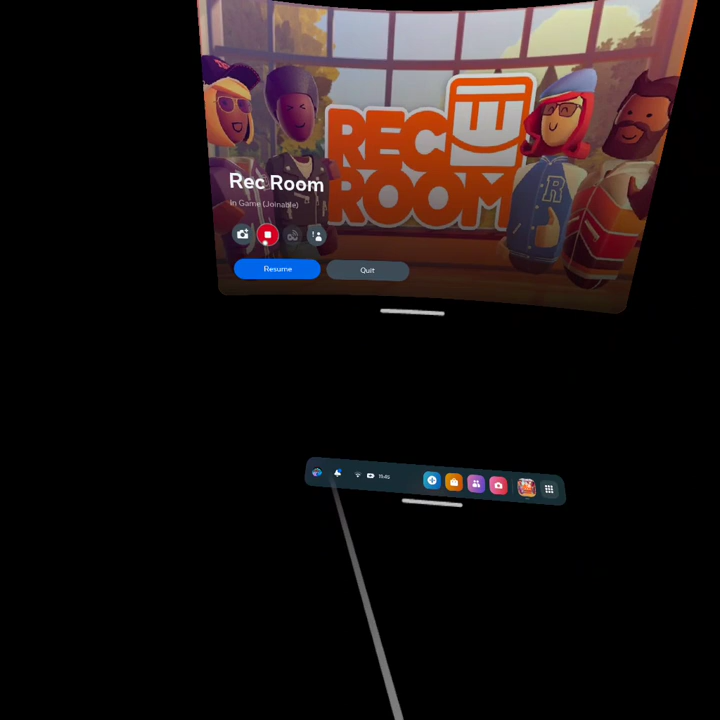 REC
ROOM
R
Rec Room
In Game (Joinable)
Resume
Quit